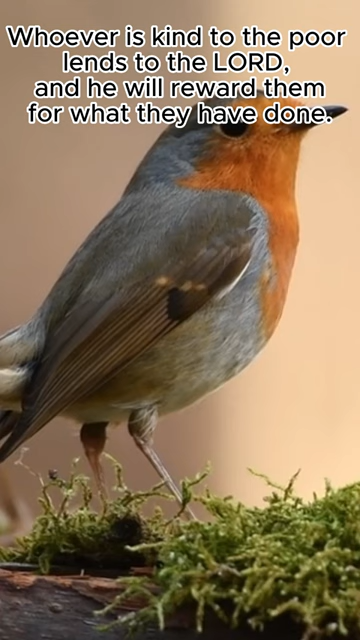 Whoever is kind to the poor
lends to the LORD,
and he will reward them
for what they have done.